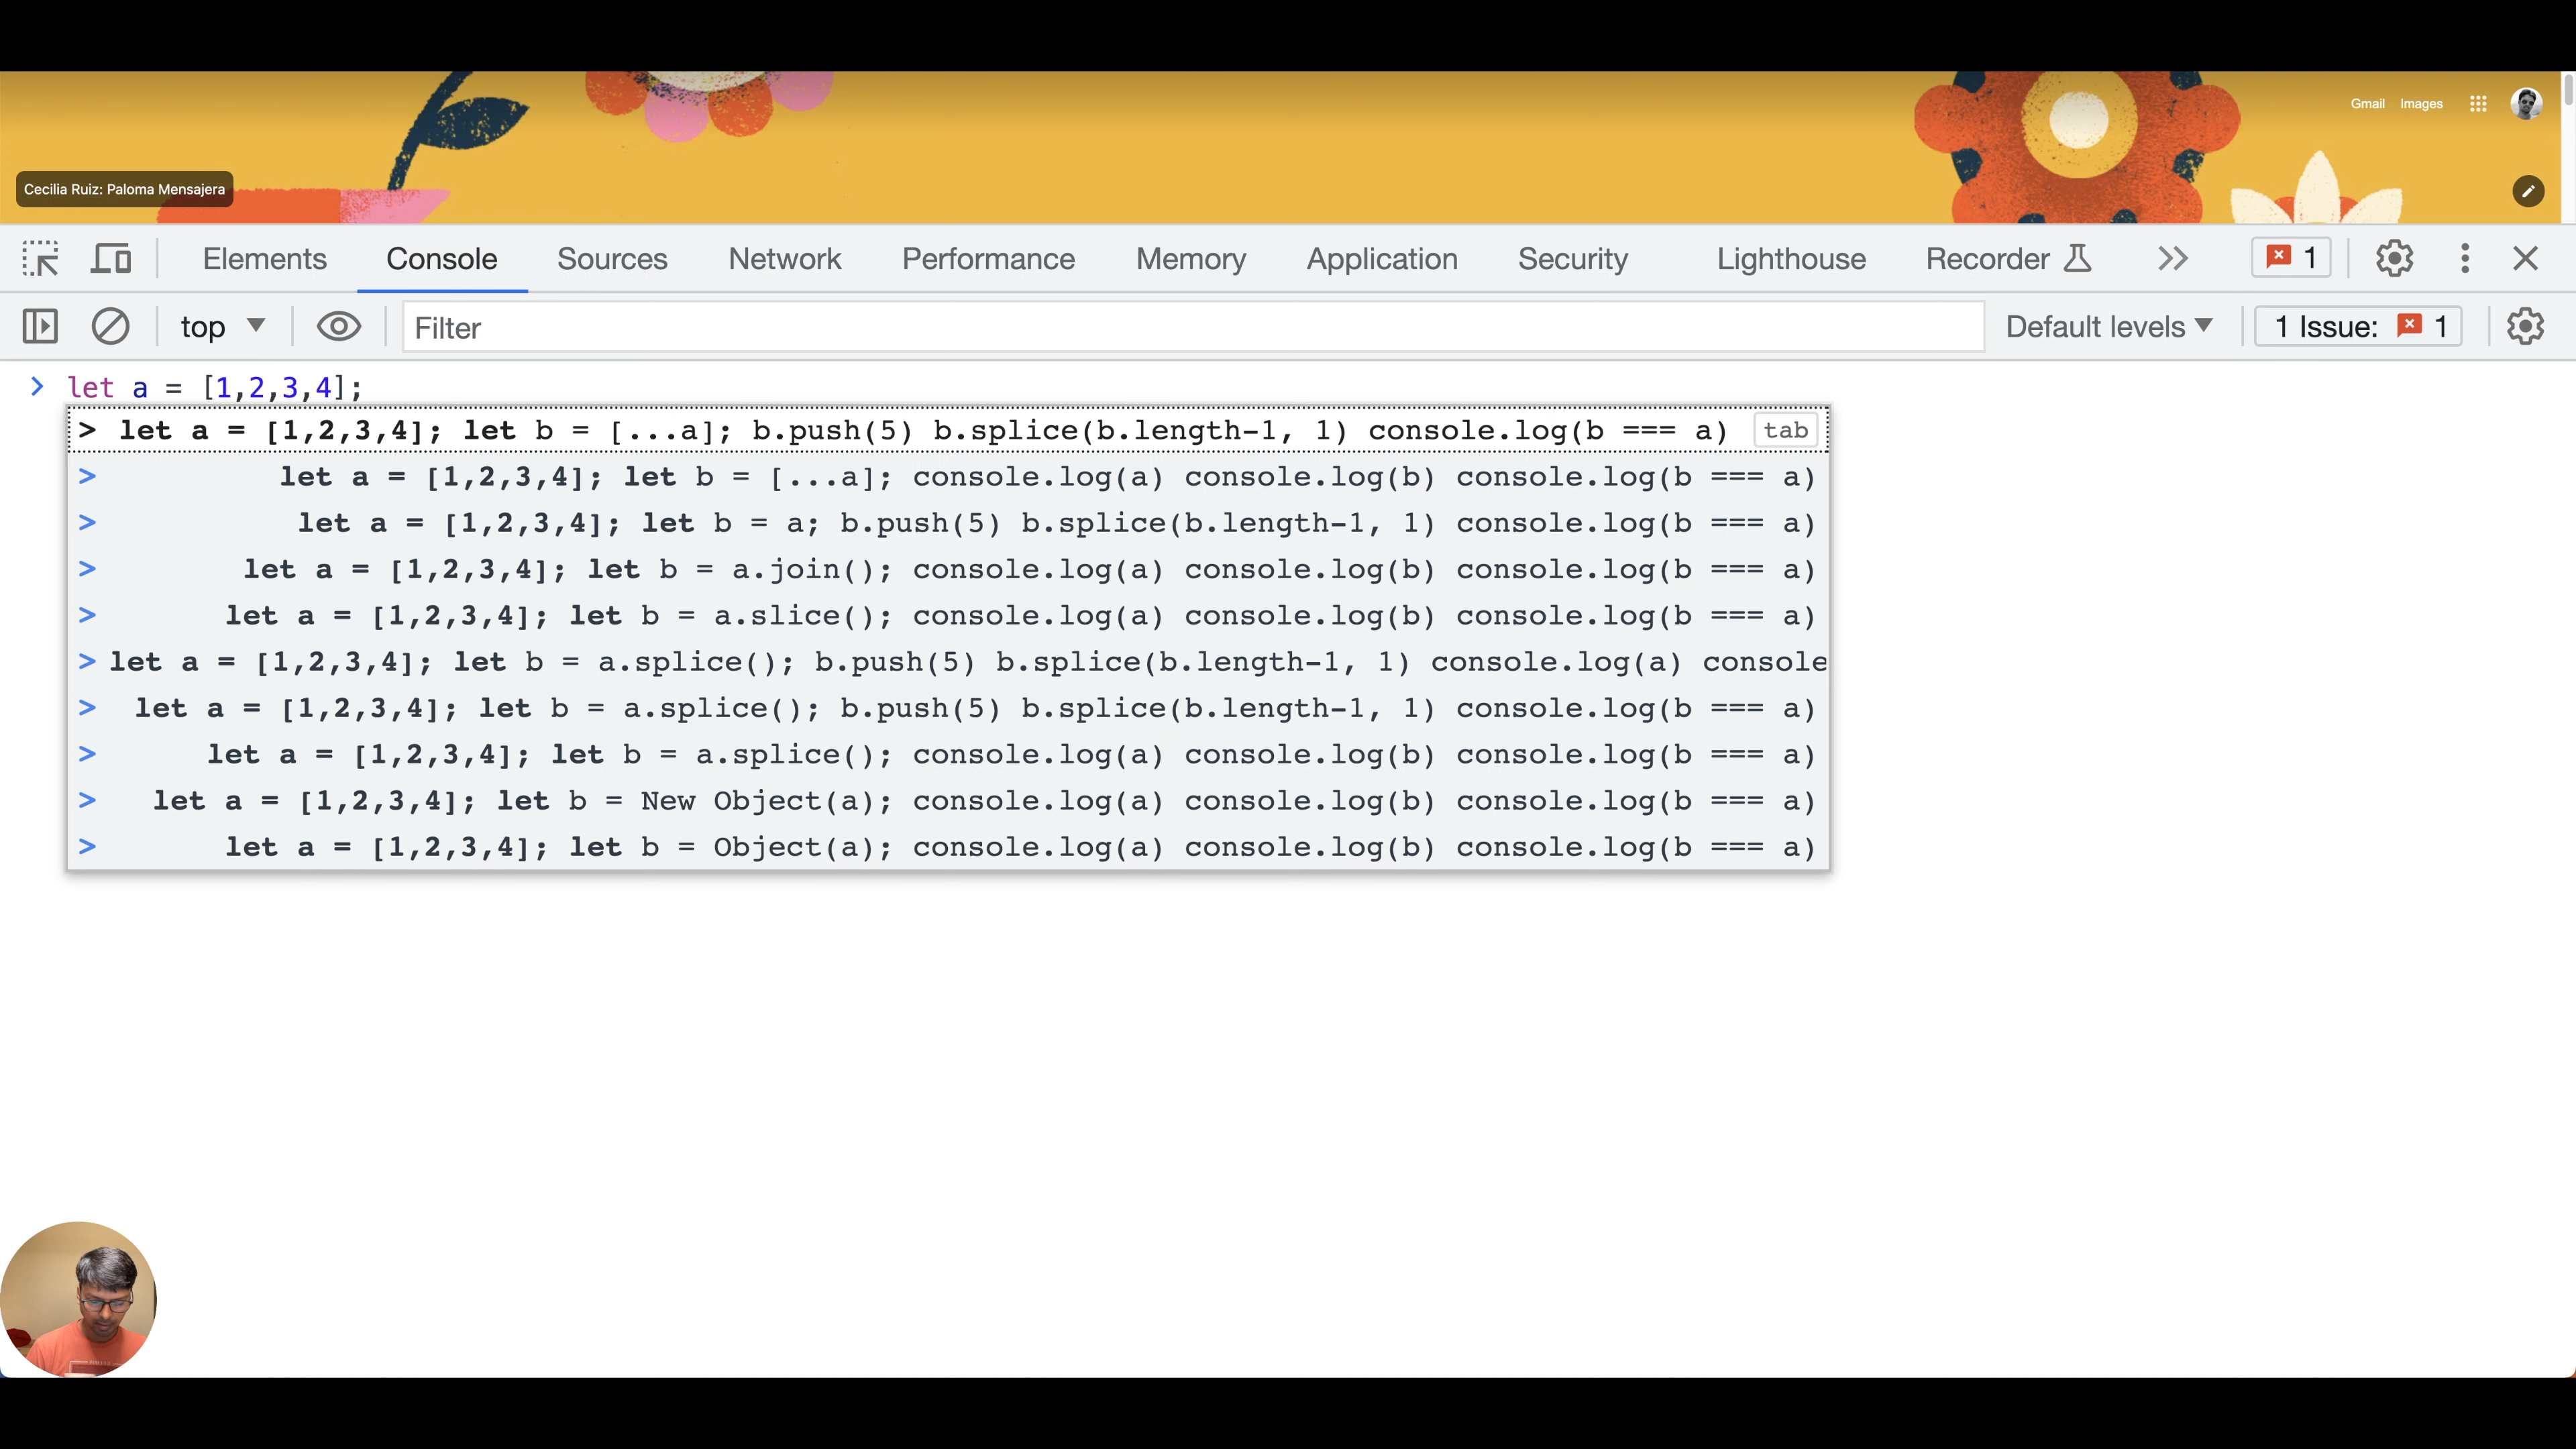 Gmail Images
Cecilia Ruiz: Paloma Mensajera
Elements Console Sources Network Performance Memory Application Security Lighthouse Recorder 1
top Filter Default levels 1 Issue: 1
> let a = [1,2,3,4];
> let a = [1,2,3,4]; let b = [...a]; b.push(5) b.splice(b.length-1, 1) console.log(b === a) tab
> let a = [1,2,3,4]; let b = [...a]; console.log(a) console.log(b) console.log(b === a)
> let a = [1,2,3,4]; let b = a; b.push(5) b.splice(b.length-1, 1) console.log(b === a)
> let a = [1,2,3,4]; let b = a.join(); console.log(a) console.log(b) console.log(b === a)
> let a = [1,2,3,4]; let b = a.slice(); console.log(a) console.log(b) console.log(b === a)
> let a = [1,2,3,4]; let b = a.splice(); b.push(5) b.splice(b.length-1, 1) console.log(a) console
> let a = [1,2,3,4]; let b = a.splice(); b.push(5) b.splice(b.length-1, 1) console.log(b === a)
> let a = [1,2,3,4]; let b = a.splice(); console.log(a) console.log(b) console.log(b === a)
> let a = [1,2,3,4]; let b = New Object(a); console.log(a) console.log(b) console.log(b === a)
> let a = [1,2,3,4]; let b = Object(a); console.log(a) console.log(b) console.log(b === a)